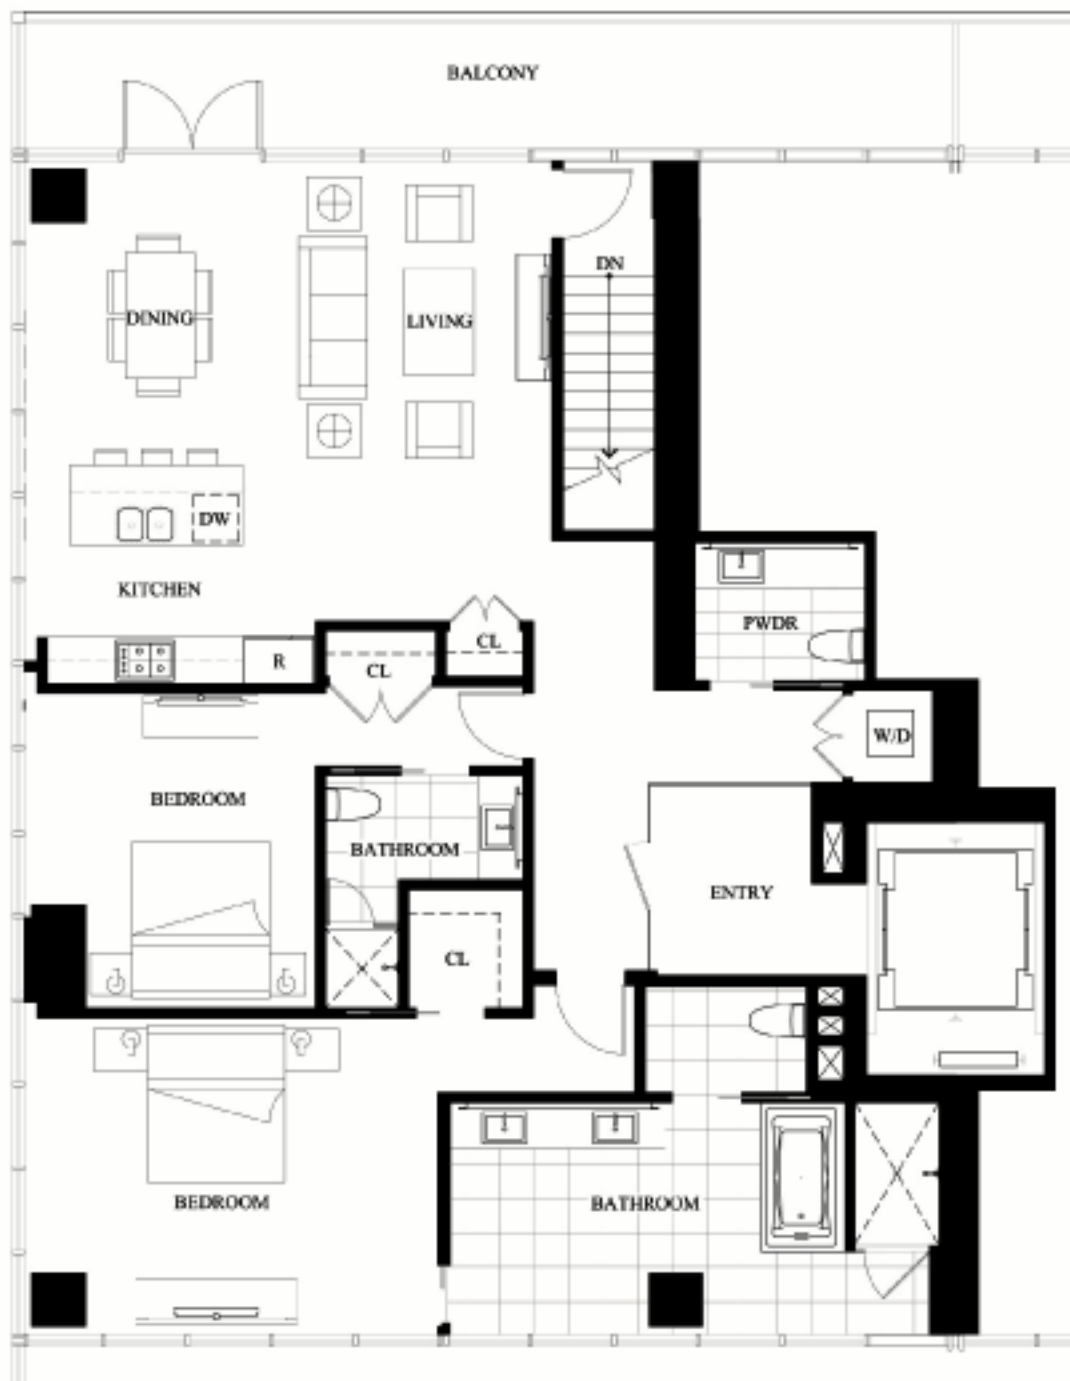 BALCONY
DN
DINING
LIVING
DW
KITCHEN
PWDR
CL
R
CL
W/D
BEDROOM
BATHROOM
ENTRY
CL
BEDROOM
BATHROOM